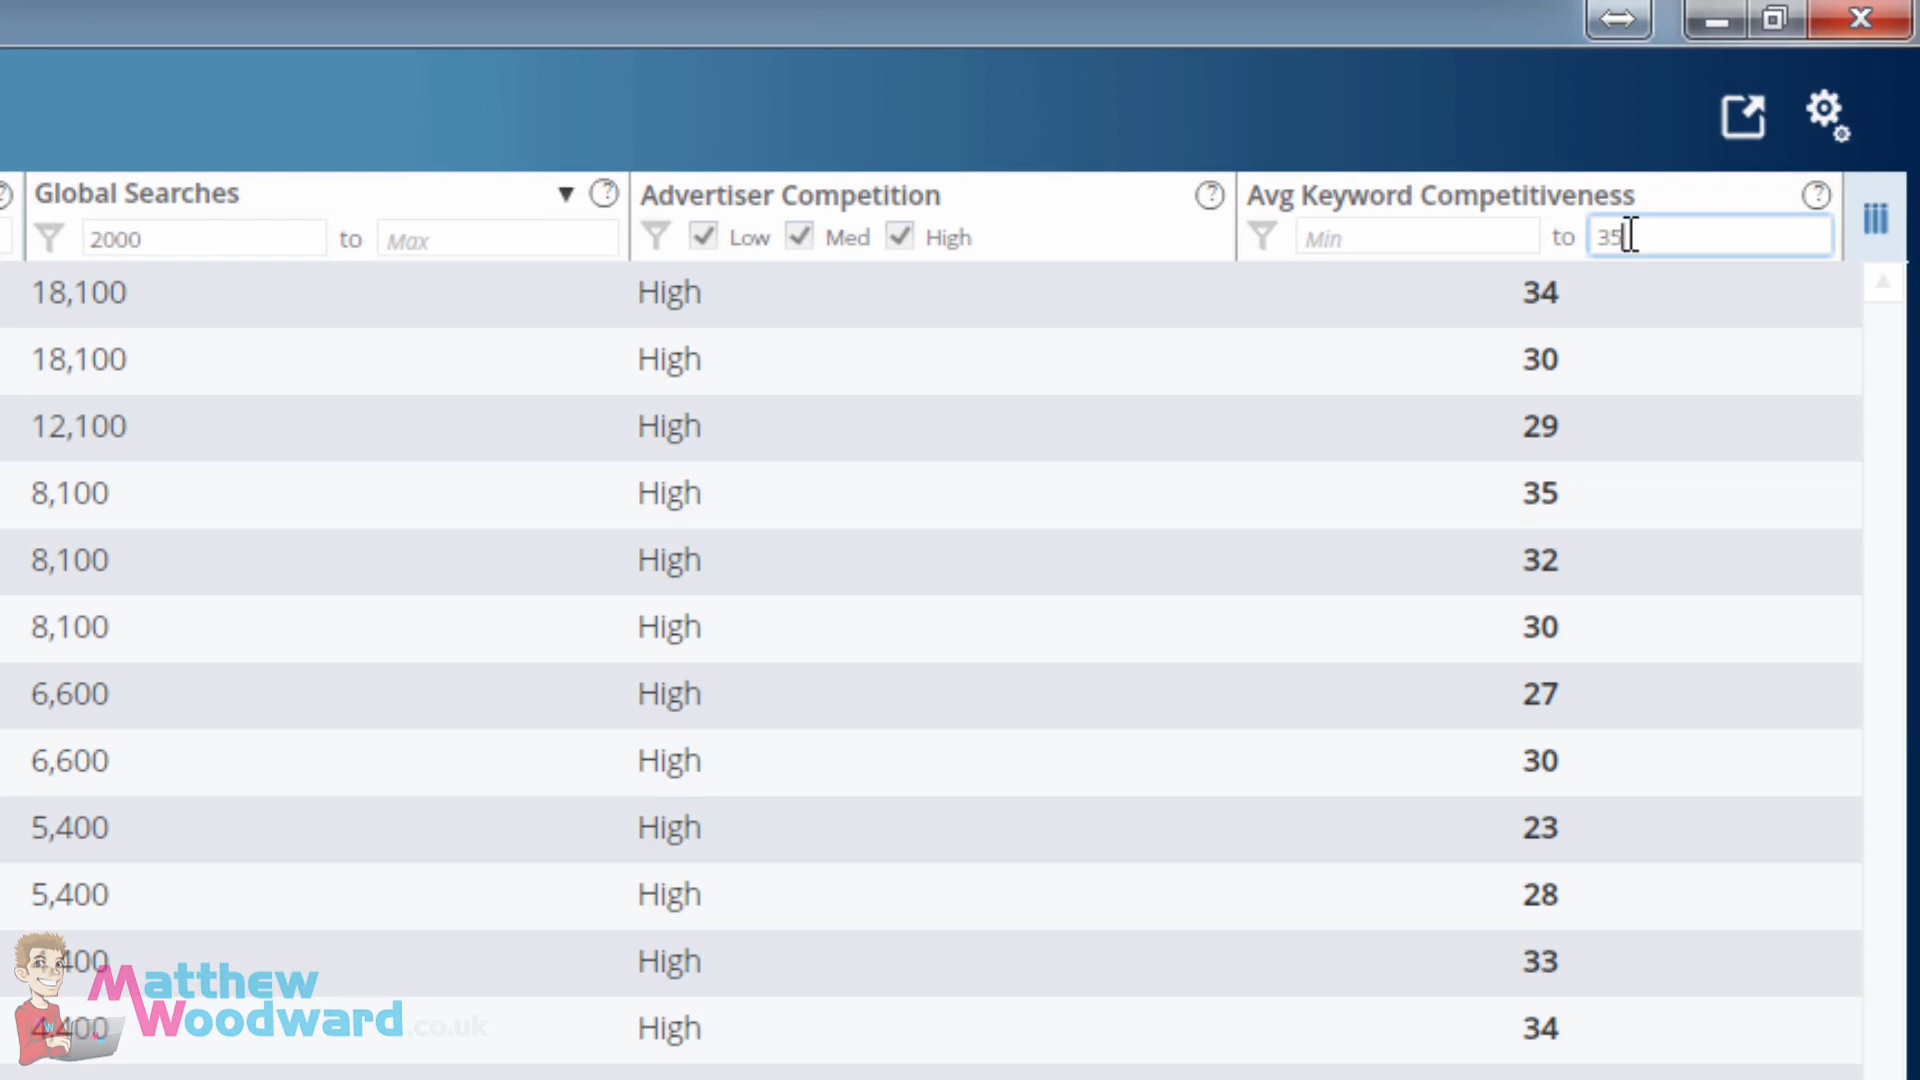 Global Searches ▼ ? Advertiser Competition ? Avg Keyword Competitiveness ?
2000 to Max Low Med High Min to 35
18,100 High 34
18,100 High 30
12,100 High 29
8,100 High 35
8,100 High 32
8,100 High 30
6,600 High 27
6,600 High 30
5,400 High 23
5,400 High 28
400 High 33
4,400 High 34
Matthew
Woodward.co.uk